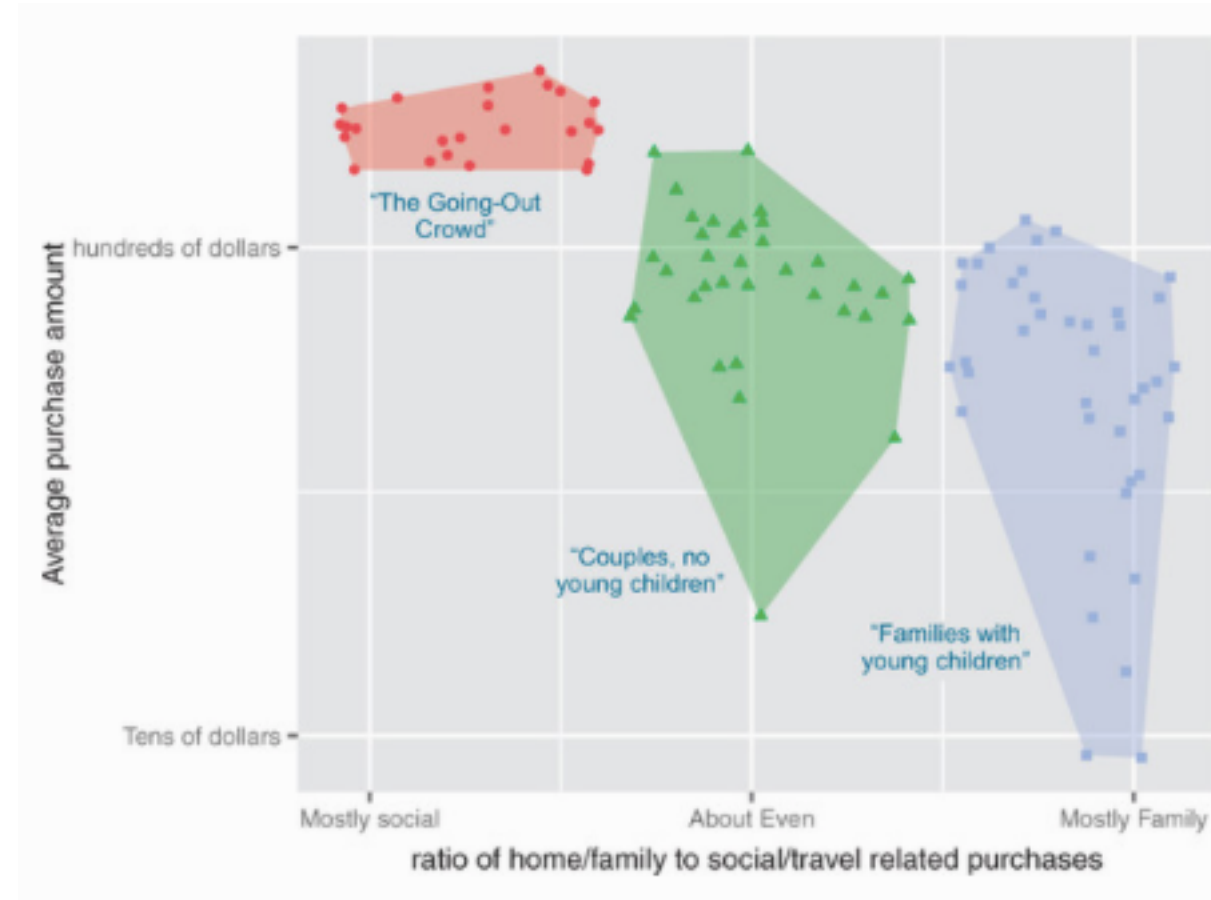 "The Going-Out
Crowd"
hundreds of dollars
Average purchase amount
"Couples, no
young children"
"Families with
young children"
Tens of dollars
Mostly social
About Even
Mostly Family
ratio of home/family to social/travel related purchases